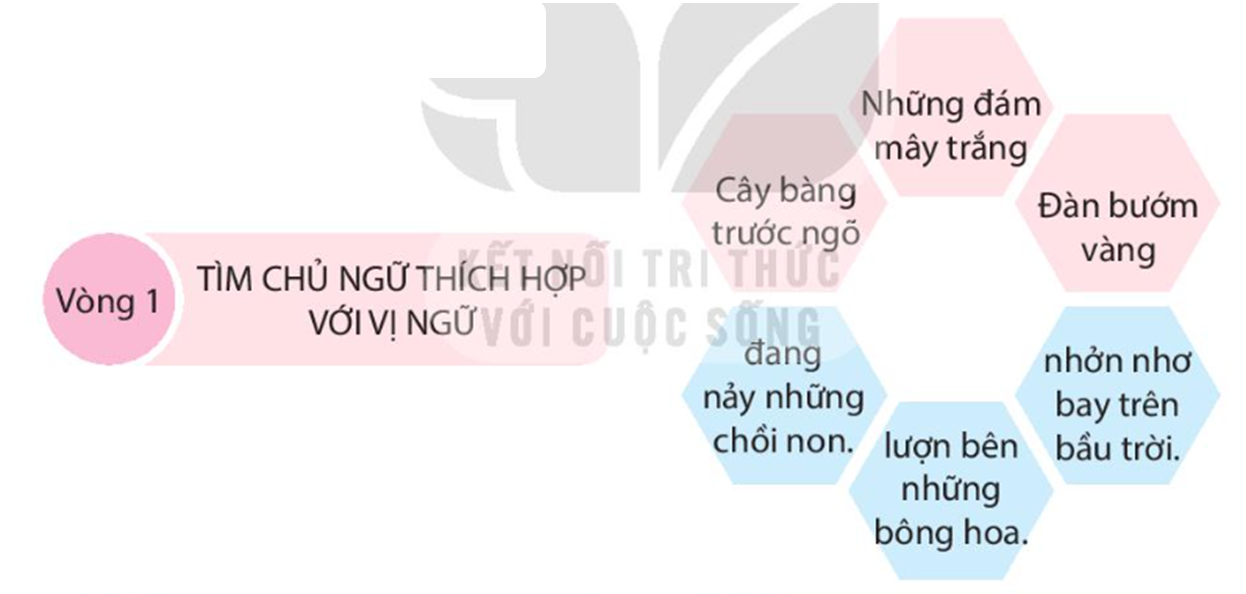 Vòng 1
TÌM CHỦ NGỮ THÍCH HỢP
VỚI VỊ NGỮ
KẾT NỐI TRI THỨC
VỚI CUỘC SỐNG
Những đám
mây trắng
Cây bàng
trước ngõ
Đàn bướm
vàng
đang
nảy những
chồi non.
lượn bên
những
bông hoa.
nhởn nhơ
bay trên
bầu trời.